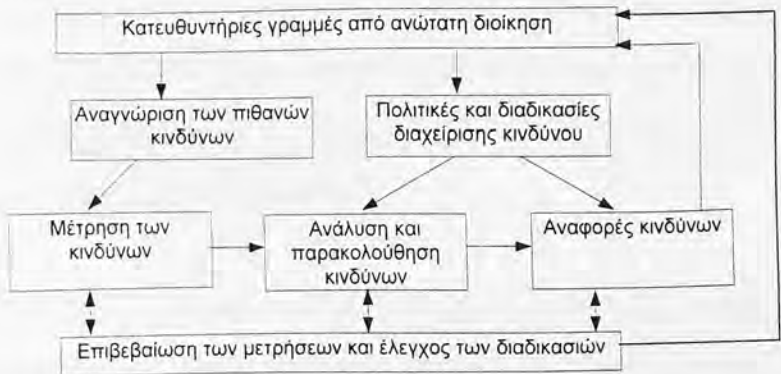 Κατευθυντήριες γραμμές από ανώτατη διοίκηση
Αναγνώριση των πιθανών
κινδύνων
Πολιτικές και διαδικασίες
διαχείρισης κινδύνου
Μέτρηση των
κινδύνων
Ανάλυση και
παρακολούθηση
κινδύνων
Αναφορές κινδύνων
Επιβεβαίωση των μετρήσεων και έλεγχος των διαδικασιών